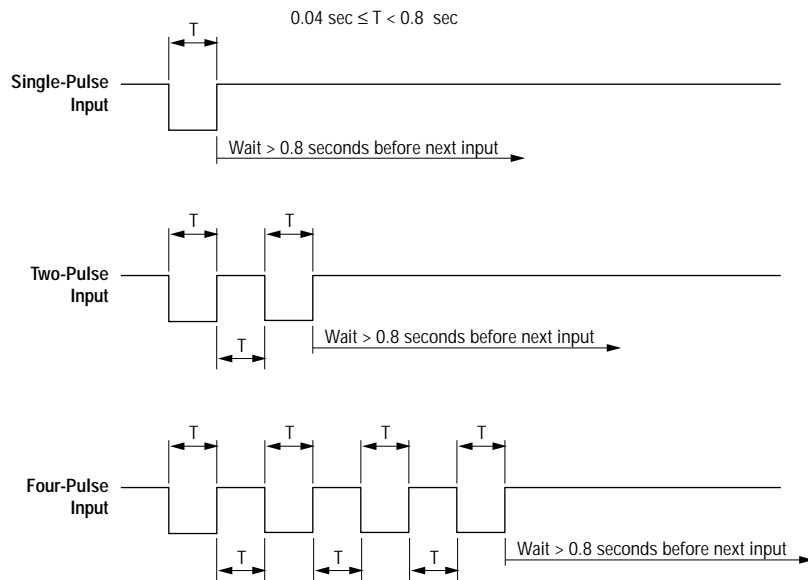 0.04 sec ≤ T < 0.8 sec
T
Single-Pulse
Input
Wait > 0.8 seconds before next input
T
T
Two-Pulse
Input
T
Wait > 0.8 seconds before next input
T
T
T
T
Four-Pulse
Input
T
T
T
Wait > 0.8 seconds before next input